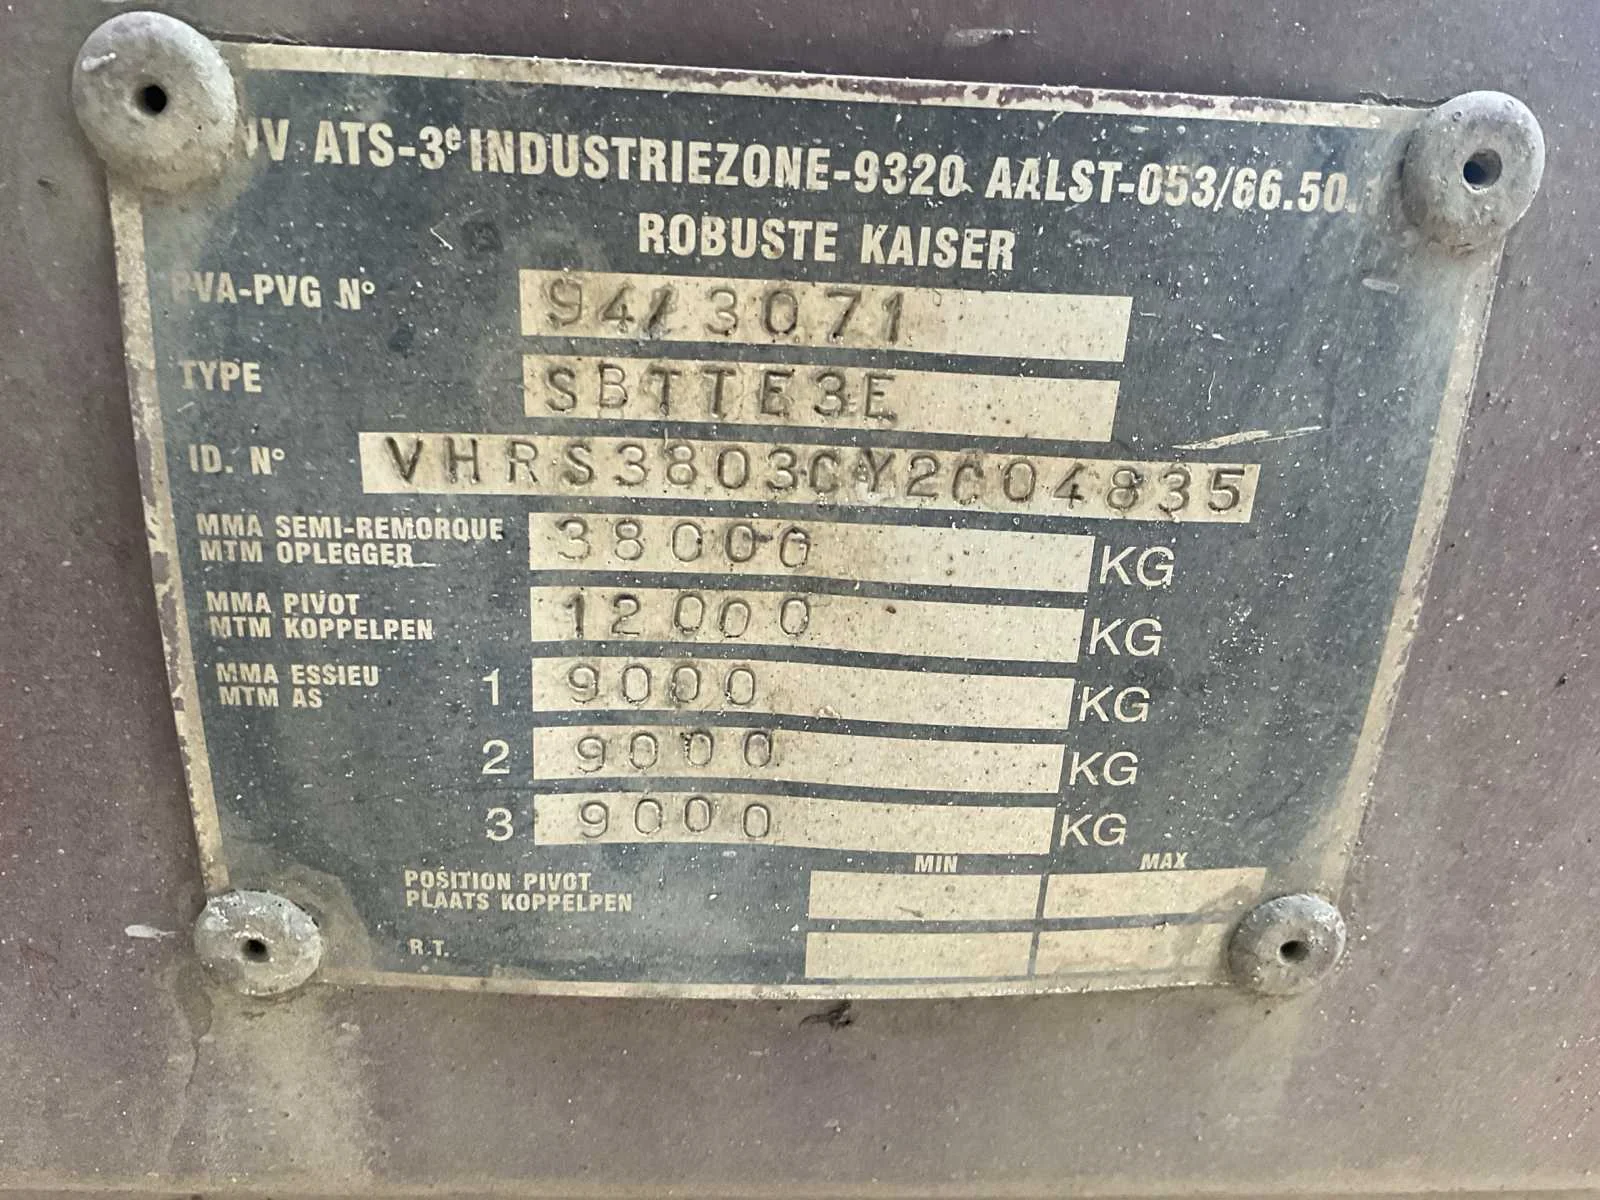 NV ATS-3e INDUSTRIEZONE-9320 AALST-053/66.50.
ROBUSTE KAISER
PVA-PVG N° 94/3071
TYPE SBTTE3E
ID. N° VHRS3803CY2C04835
MMA SEMI-REMORQUE
MTM OPLEGGER 38000 KG
MMA PIVOT
MTM KOPPELPEN 12000 KG
MMA ESSIEU
MTM AS 1 9000 KG
2 9000 KG
3 9000 KG
MIN MAX
POSITION PIVOT
PLAATS KOPPELPEN
R.T.